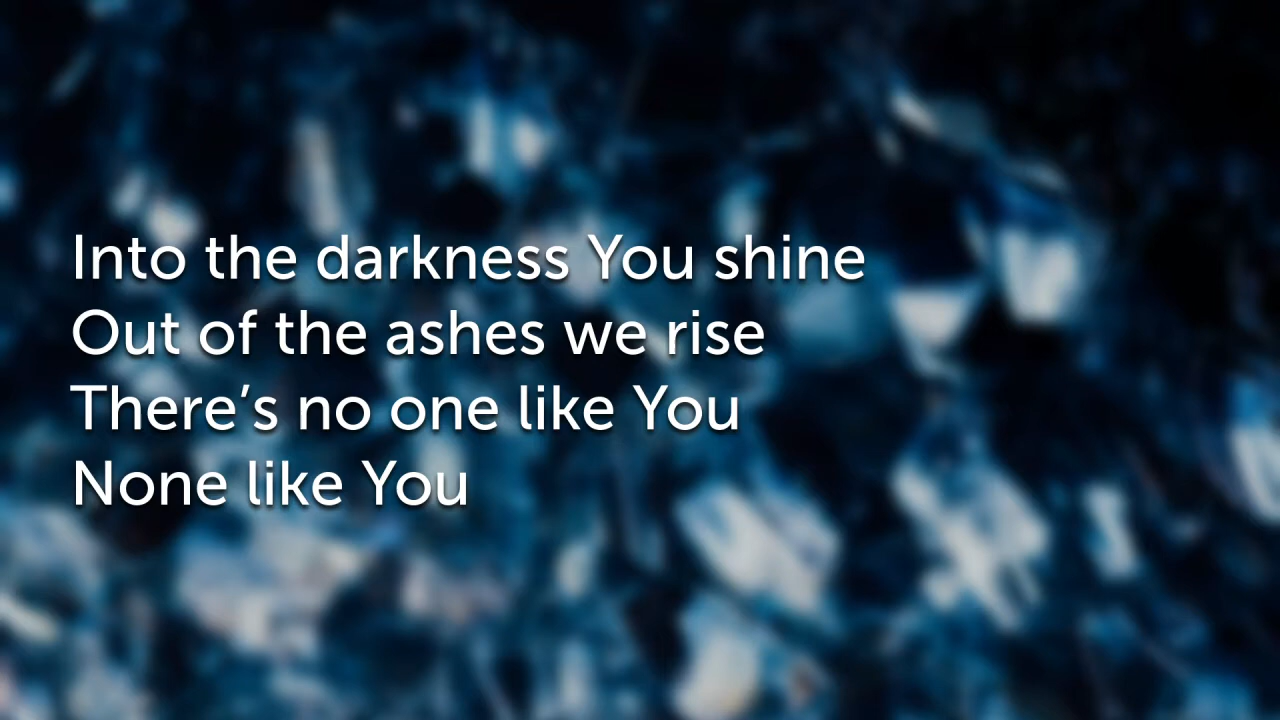 Into the darkness You shine
Out of the ashes we rise
There’s no one like You
None like You